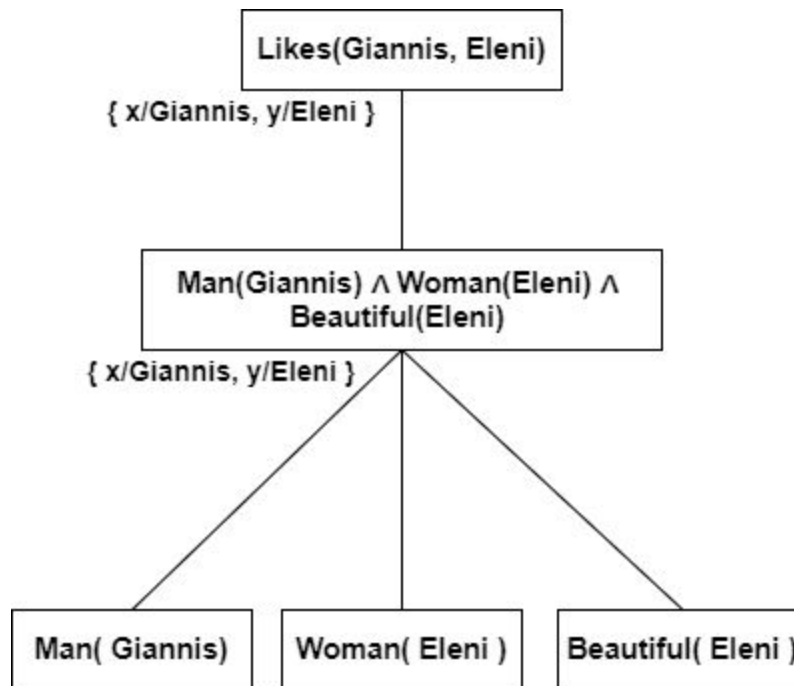 Likes(Giannis, Eleni)
{ x/Giannis, y/Eleni }
Man(Giannis) ∧ Woman(Eleni) ∧
Beautiful(Eleni)
{ x/Giannis, y/Eleni }
Man( Giannis)
Woman( Eleni )
Beautiful( Eleni )